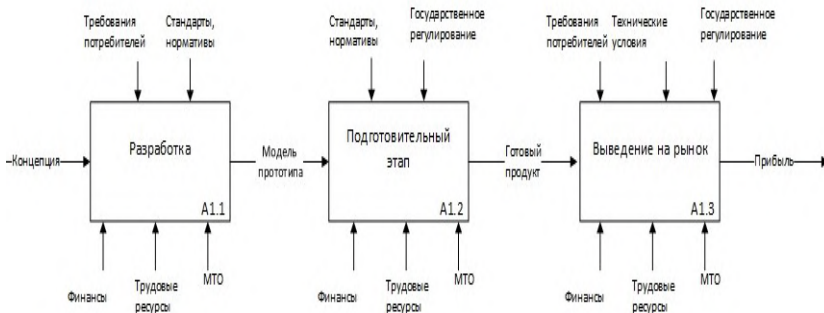 Требования
потребителей
Стандарты,
нормативы
Стандарты,
нормативы
Государственное
регулирование
Требования
потребителей
Технические
условия
Государственное
регулирование
Концепция
Разработка
А1.1
Модель
прототипа
Подготовительный
этап
А1.2
Готовый
продукт
Выведение на рынок
А1.3
Прибыль
Финансы
Трудовые
ресурсы
МТО
Финансы
Трудовые
ресурсы
МТО
Финансы
Трудовые
ресурсы
МТО